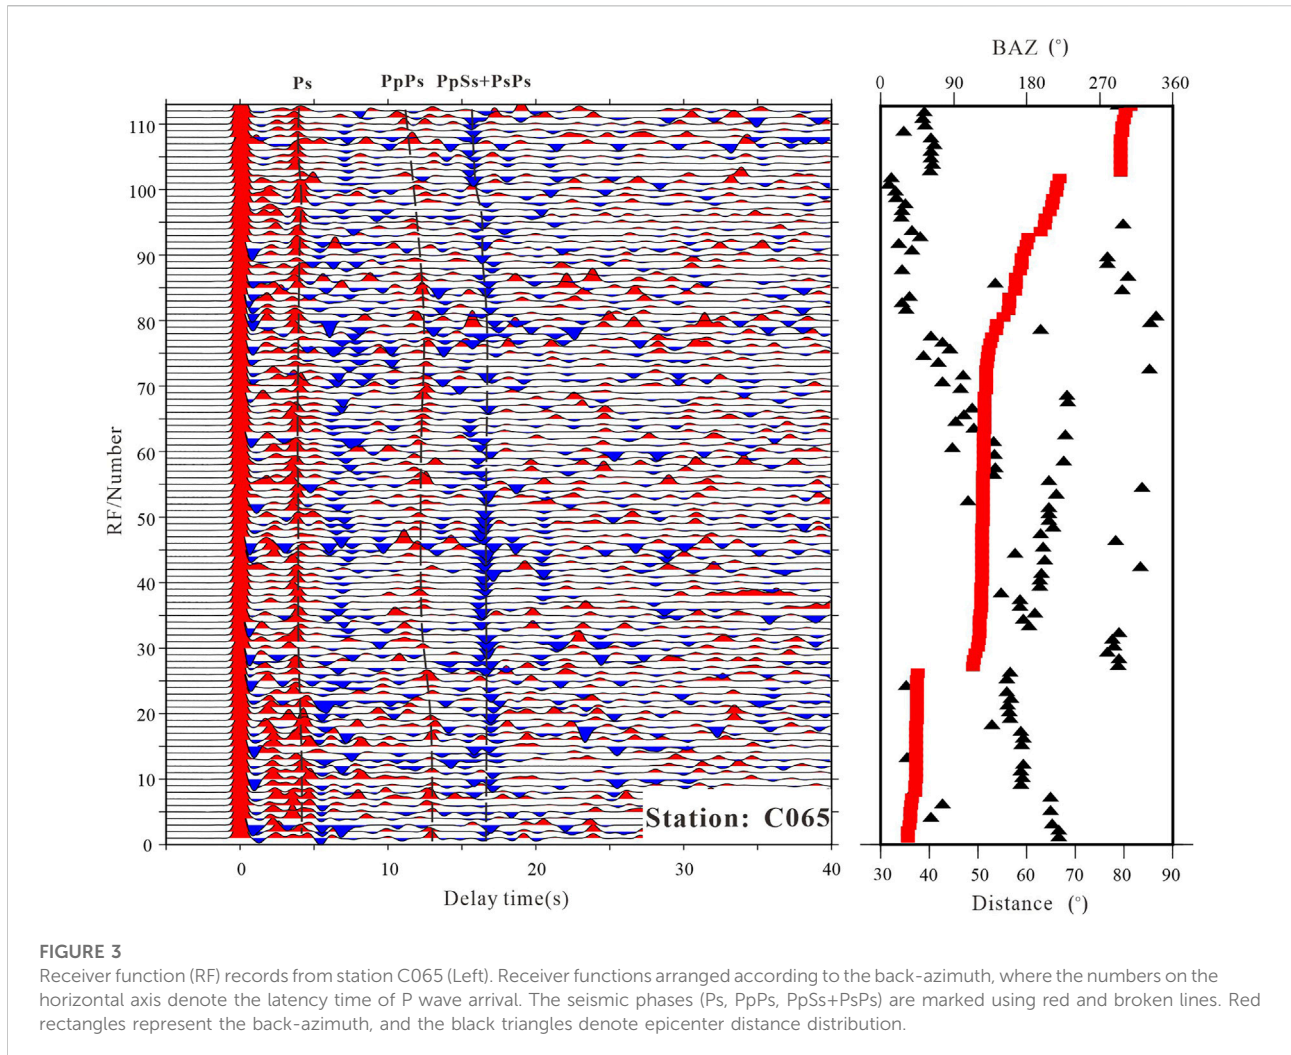 BAZ (°)
0 90 180 270 360
Ps PpPs PpSs+PsPs
110
100
90
80
70
60
50
40
30
20
10
0
RF/Number
Station: C065
0 10 20 30 40
Delay time(s)
30 40 50 60 70 80 90
Distance (°)
FIGURE 3
Receiver function (RF) records from station C065 (Left). Receiver functions arranged according to the back-azimuth, where the numbers on the
horizontal axis denote the latency time of P wave arrival. The seismic phases (Ps, PpPs, PpSs+PsPs) are marked using red and broken lines. Red
rectangles represent the back-azimuth, and the black triangles denote epicenter distance distribution.